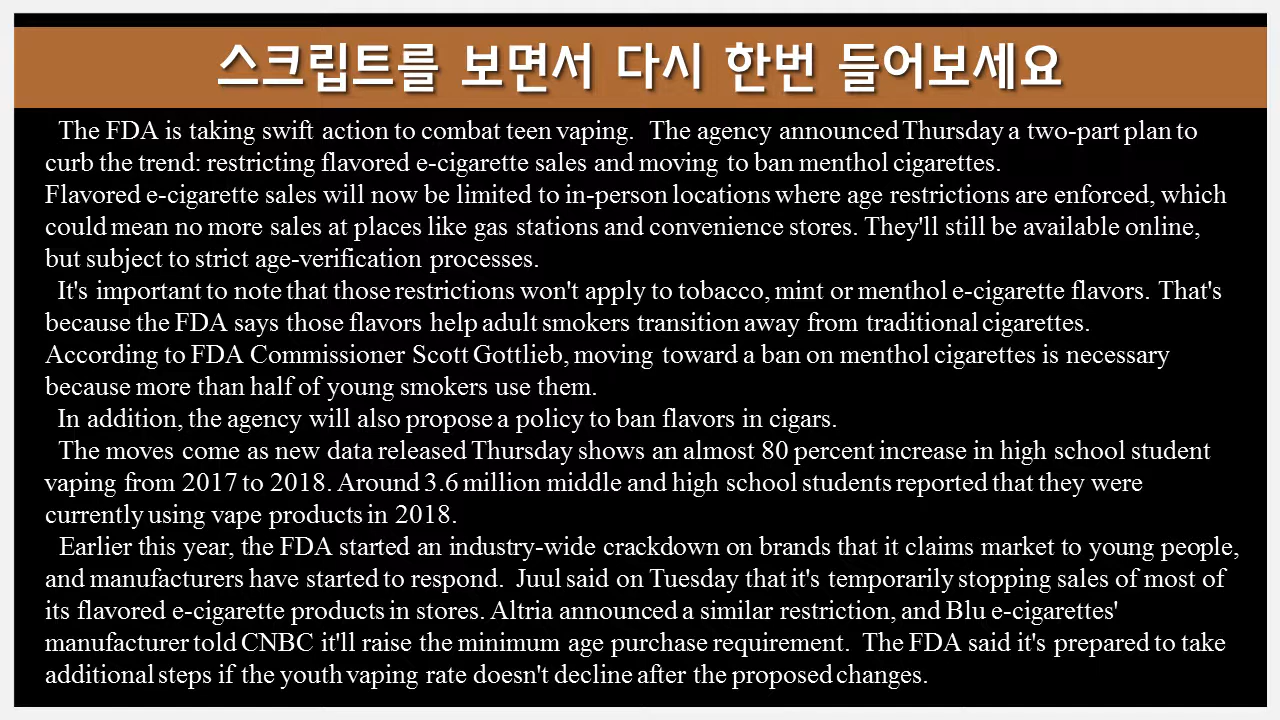 스크립트를 보면서 다시 한번 들어보세요
The FDA is taking swift action to combat teen vaping. The agency announced Thursday a two-part plan to
curb the trend: restricting flavored e-cigarette sales and moving to ban menthol cigarettes.
Flavored e-cigarette sales will now be limited to in-person locations where age restrictions are enforced, which
could mean no more sales at places like gas stations and convenience stores. They'll still be available online,
but subject to strict age-verification processes.
It's important to note that those restrictions won't apply to tobacco, mint or menthol e-cigarette flavors. That's
because the FDA says those flavors help adult smokers transition away from traditional cigarettes.
According to FDA Commissioner Scott Gottlieb, moving toward a ban on menthol cigarettes is necessary
because more than half of young smokers use them.
In addition, the agency will also propose a policy to ban flavors in cigars.
The moves come as new data released Thursday shows an almost 80 percent increase in high school student
vaping from 2017 to 2018. Around 3.6 million middle and high school students reported that they were
currently using vape products in 2018.
Earlier this year, the FDA started an industry-wide crackdown on brands that it claims market to young people,
and manufacturers have started to respond. Juul said on Tuesday that it's temporarily stopping sales of most of
its flavored e-cigarette products in stores. Altria announced a similar restriction, and Blu e-cigarettes'
manufacturer told CNBC it'll raise the minimum age purchase requirement. The FDA said it's prepared to take
additional steps if the youth vaping rate doesn't decline after the proposed changes.